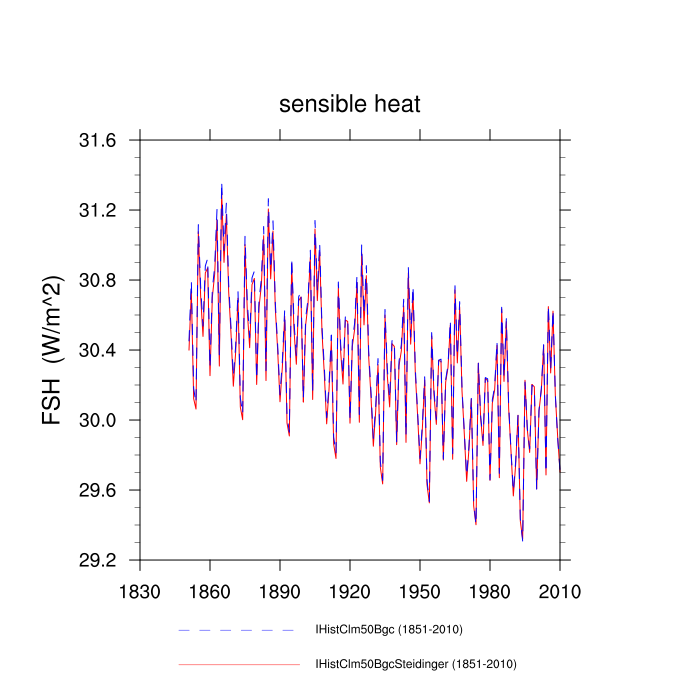 sensible heat
FSH (W/m^2)
31.6
31.2
30.8
30.4
30.0
29.6
29.2
1830 1860 1890 1920 1950 1980 2010
IHistClm50Bgc (1851-2010)
IHistClm50BgcSteidinger (1851-2010)